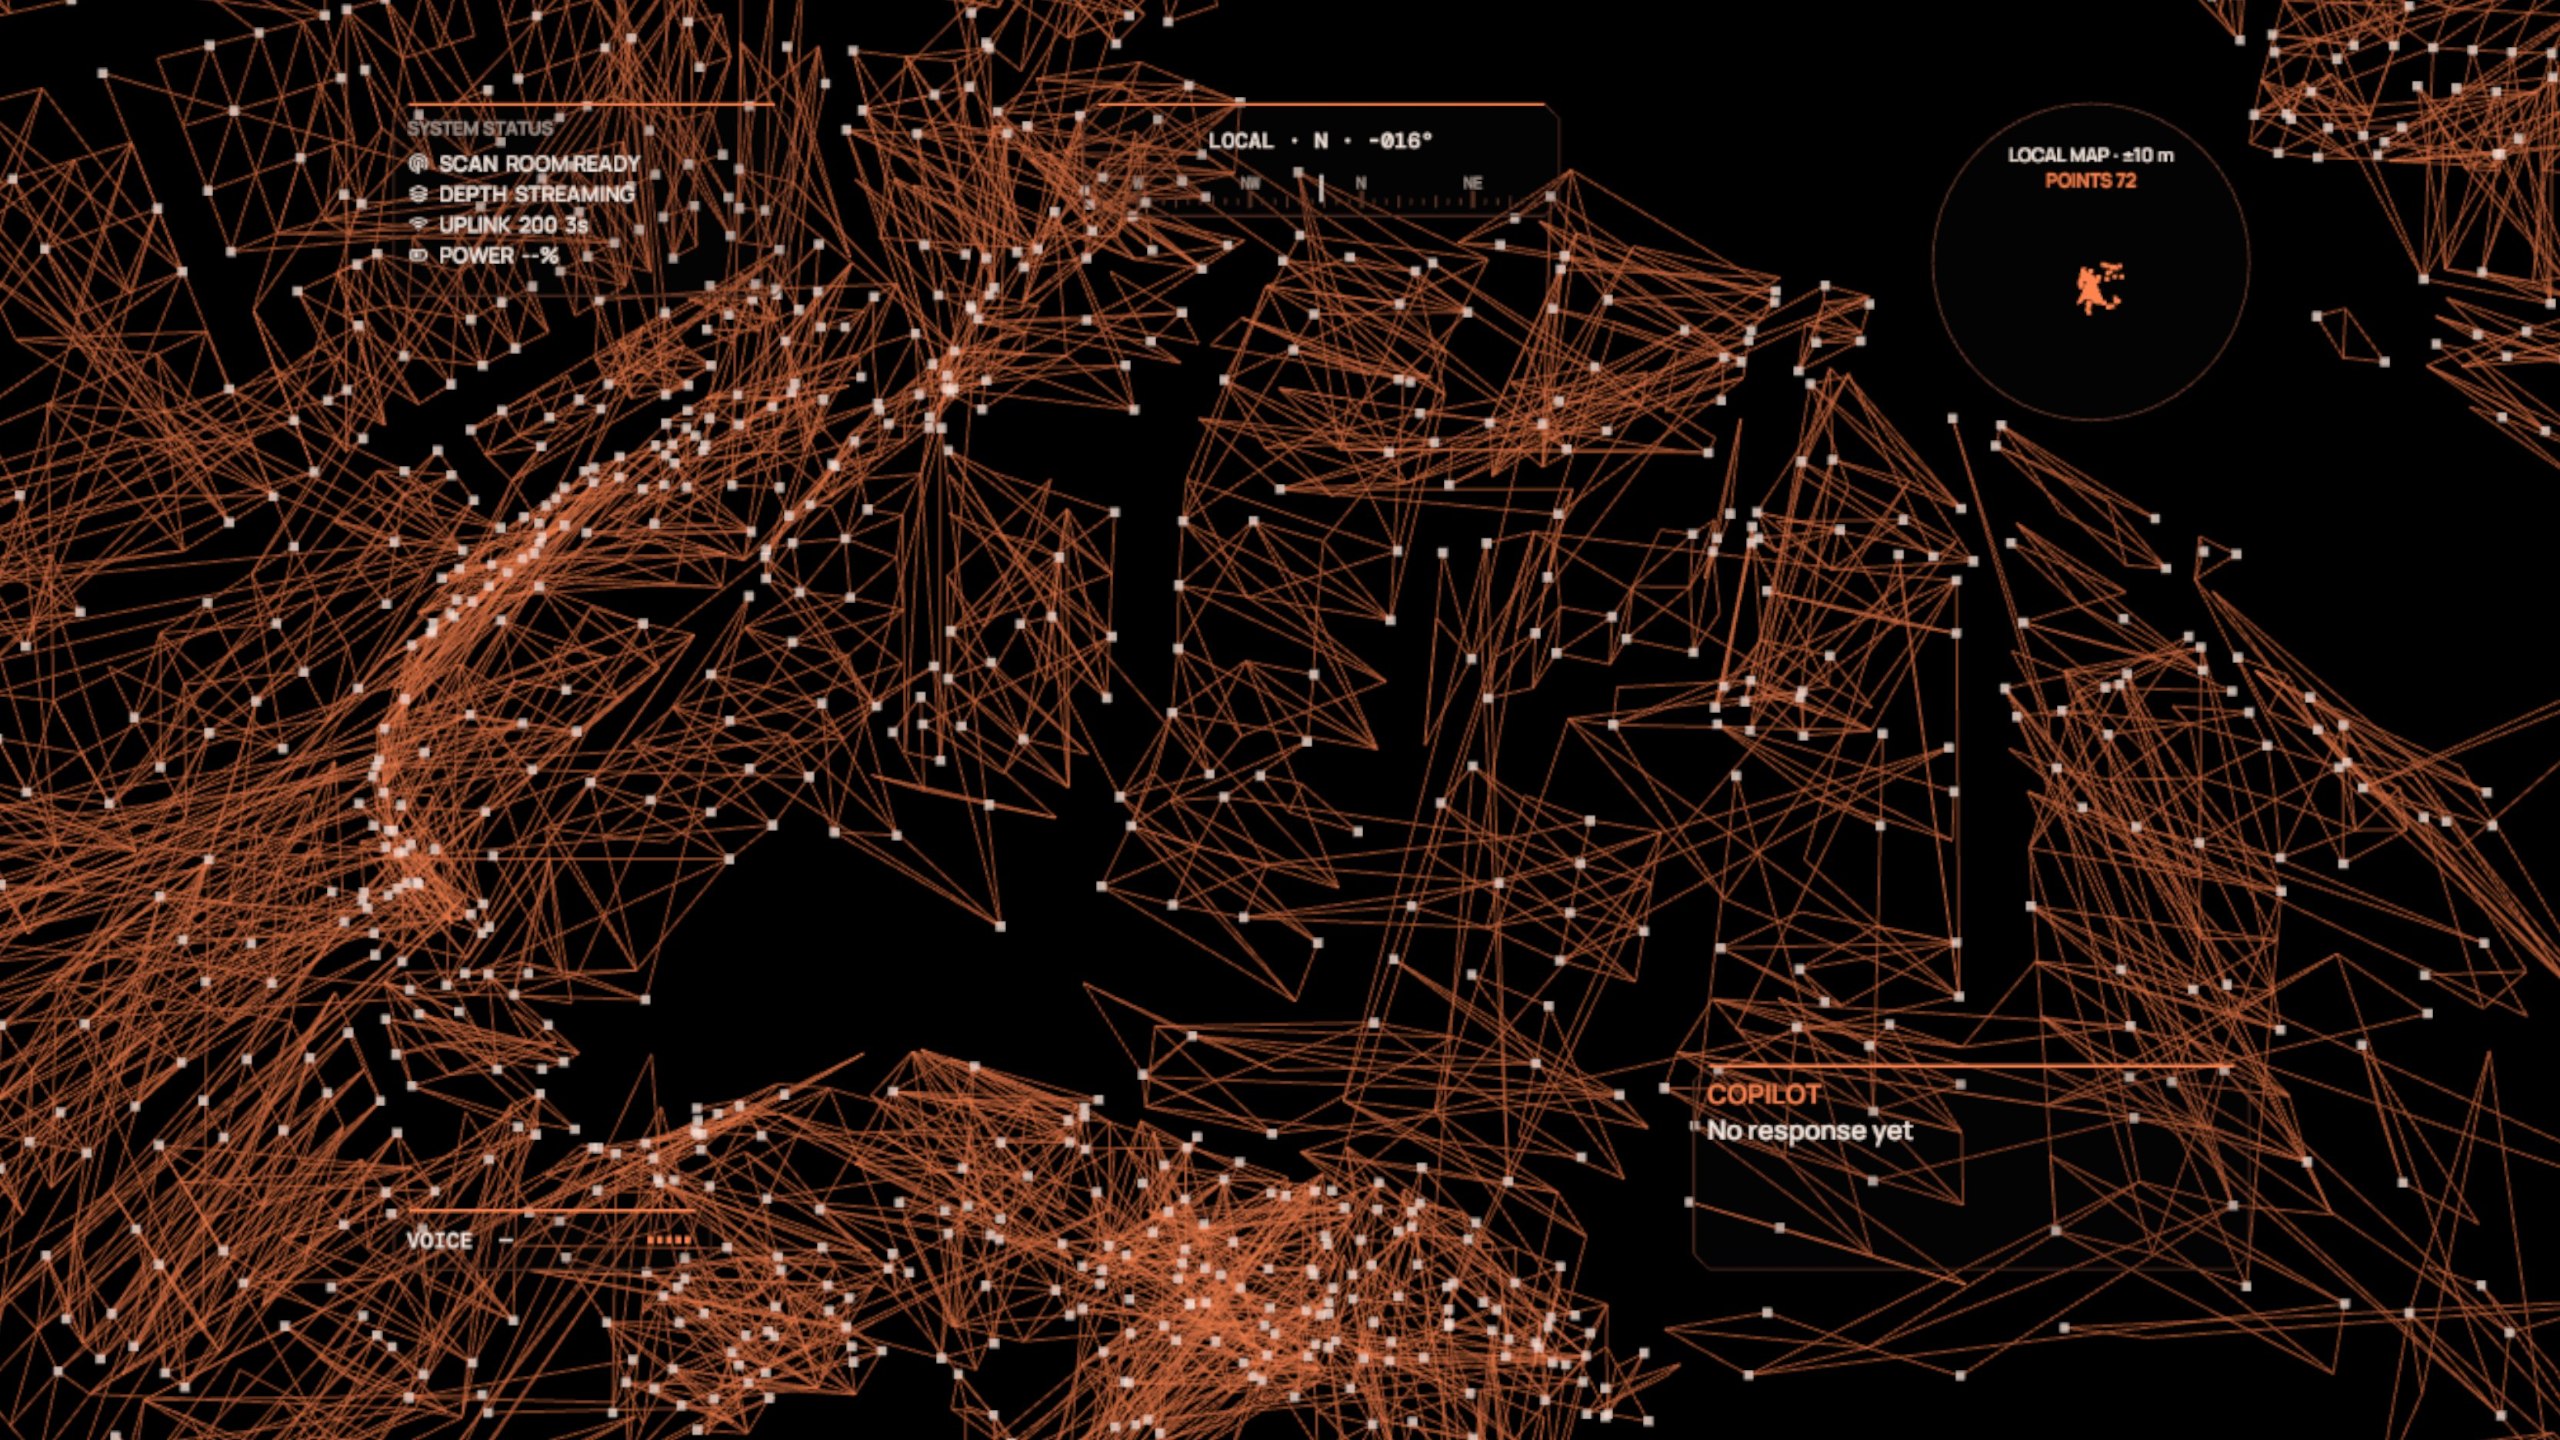 SYSTEM STATUS
SCAN ROOM READY
DEPTH STREAMING
UPLINK 200 3s
POWER --%
LOCAL · N · -016°
NW N NE
LOCAL MAP · ±10 m
POINTS 72
COPILOT
No response yet
VOICE —